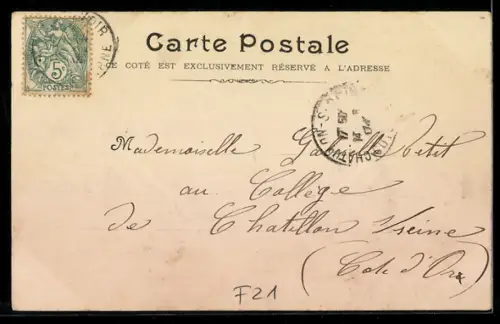 Carte Postale
CE COTÉ EST EXCLUSIVEMENT RÉSERVÉ A L'ADRESSE
5c
POSTES
Mademoiselle Gabrielle Petit
au Collège
de Chatillon s/seine
(Cote d'Or)
F21